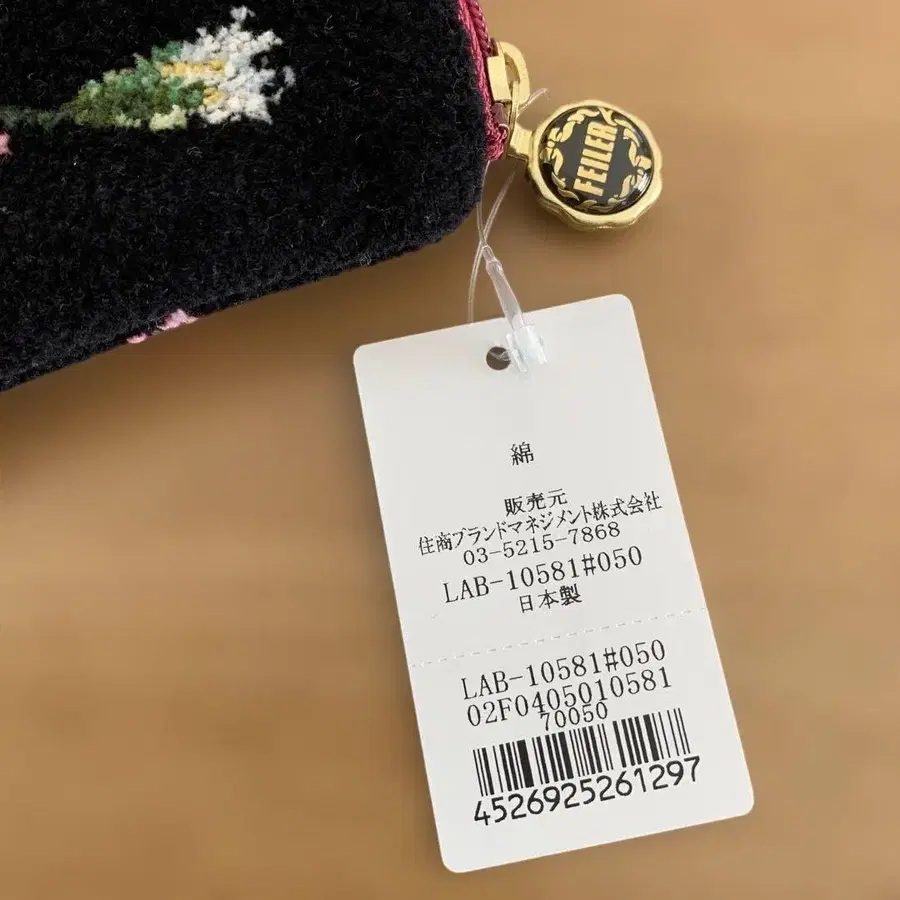 FEILER
綿
販売元
住商ブランドマネジメント株式会社
03-5215-7868
LAB-10581#050
日本製
LAB-10581#050
02F0405010581
70050
4526925261297